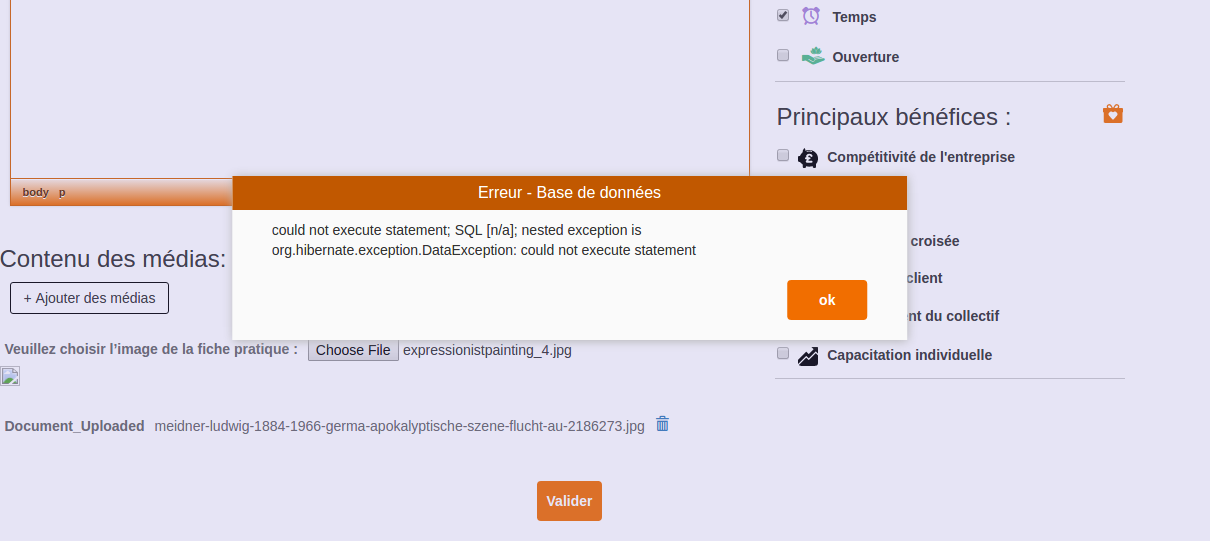 Temps
Ouverture
Principaux bénéfices :
Compétitivité de l'entreprise
body p
Erreur - Base de données
could not execute statement; SQL [n/a]; nested exception is
org.hibernate.exception.DataException: could not execute statement
croisée
client
ok
nt du collectif
Contenu des médias:
+ Ajouter des médias
Veuillez choisir l'image de la fiche pratique : Choose File expressionistpainting_4.jpg
Capacitation individuelle
Document_Uploaded meidner-ludwig-1884-1966-germa-apokalyptische-szene-flucht-au-2186273.jpg
Valider